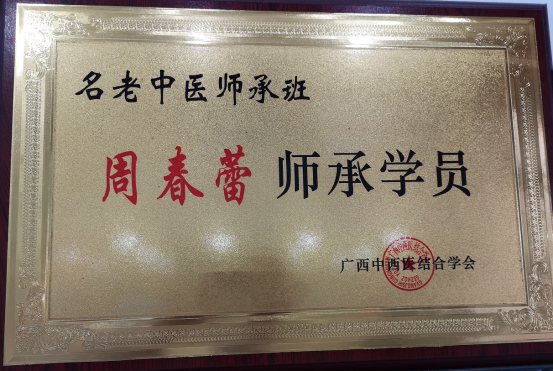 名老中医师承班
周春蕾 师承学员
广西中西医结合学会